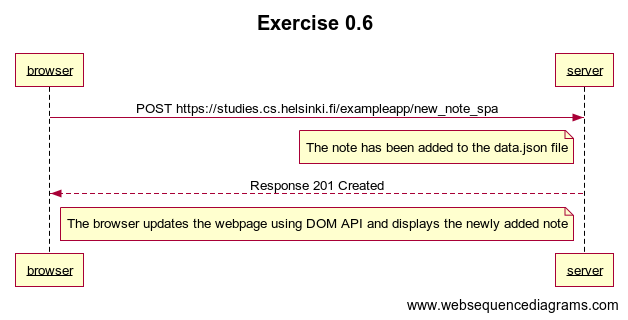 Exercise 0.6
browser
server
POST https://studies.cs.helsinki.fi/exampleapp/new_note_spa
The note has been added to the data.json file
Response 201 Created
The browser updates the webpage using DOM API and displays the newly added note
browser
server
www.websequencediagrams.com